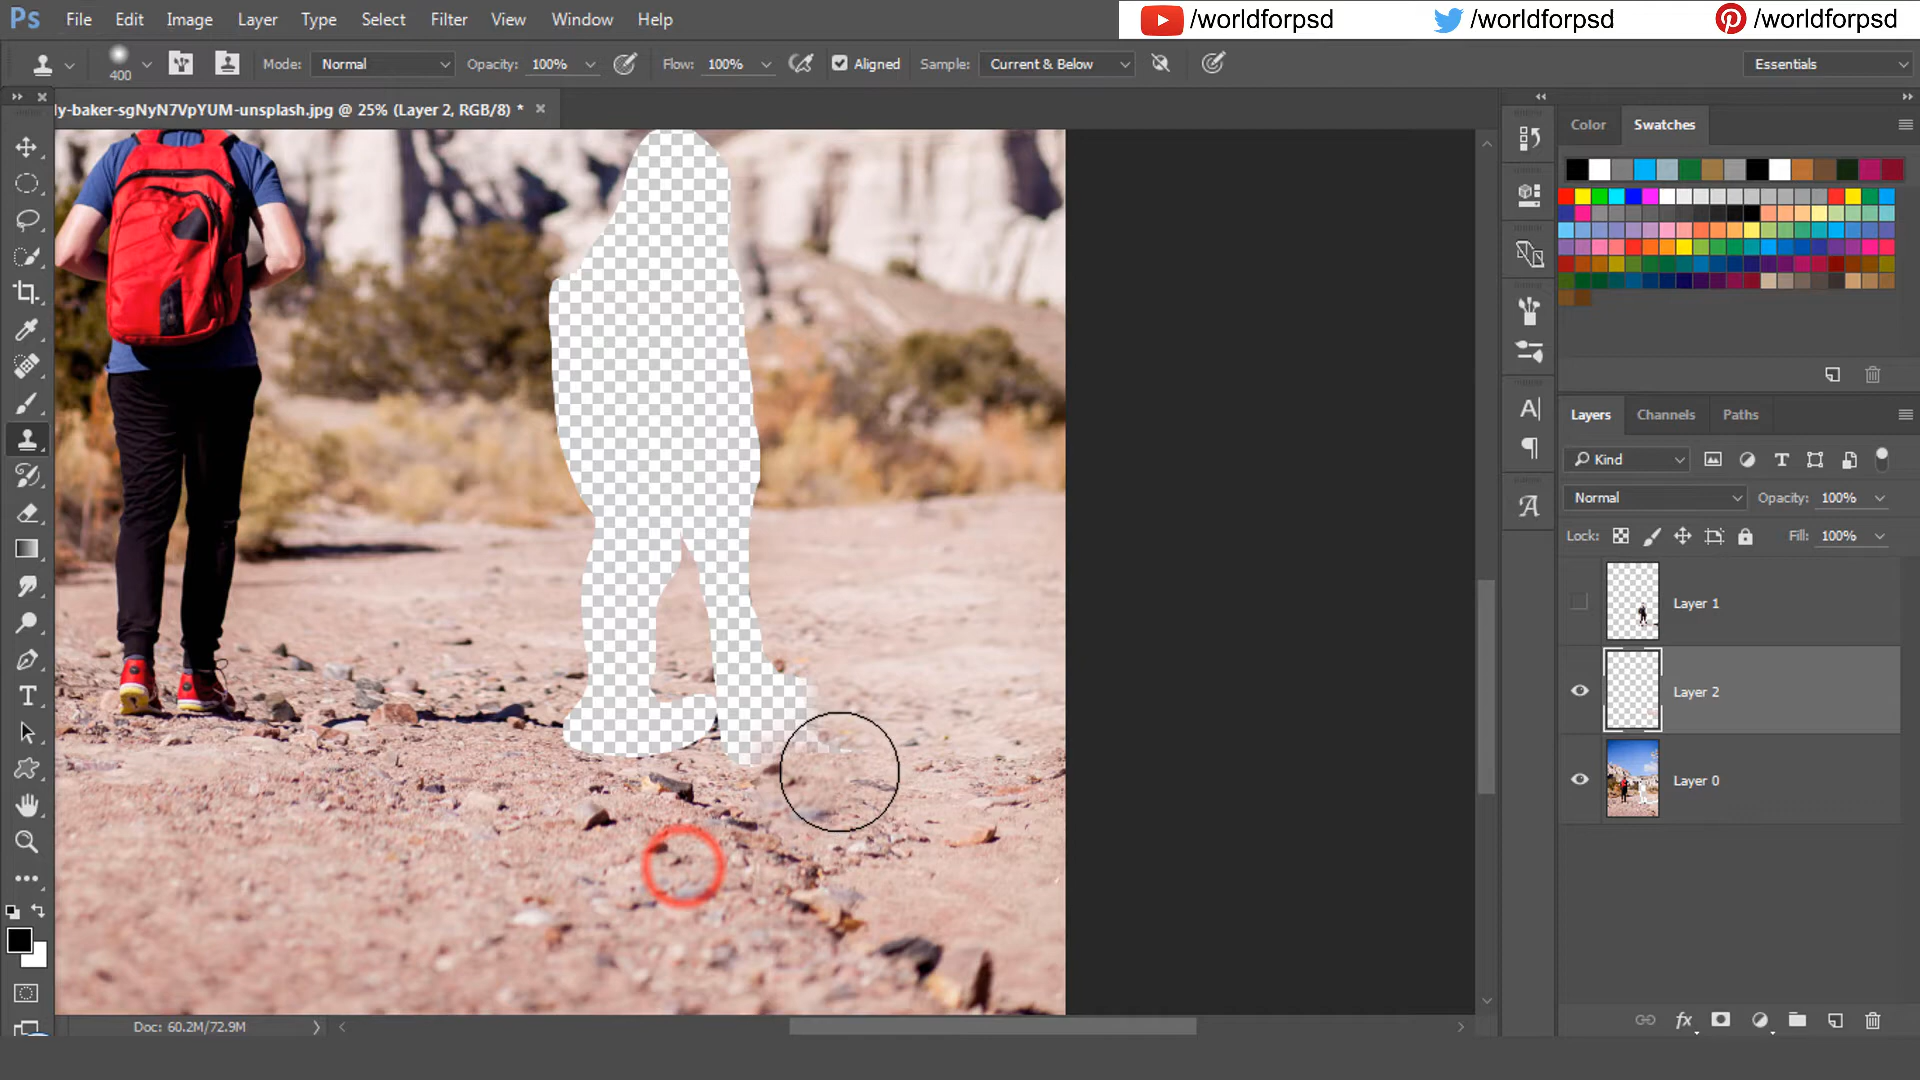 Ps File Edit Image Layer Type Select Filter View Window Help /worldforpsd /worldforpsd /worldforpsd
400 Mode: Normal Opacity: 100% Flow: 100% Aligned Sample: Current & Below Essentials
ly-baker-sgNyN7VpYUM-unsplash.jpg @ 25% (Layer 2, RGB/8) *
Color Swatches
Layers Channels Paths
Kind
Normal Opacity: 100%
Lock: Fill: 100%
Layer 1
Layer 2
Layer 0
Doc: 60.2M/72.9M